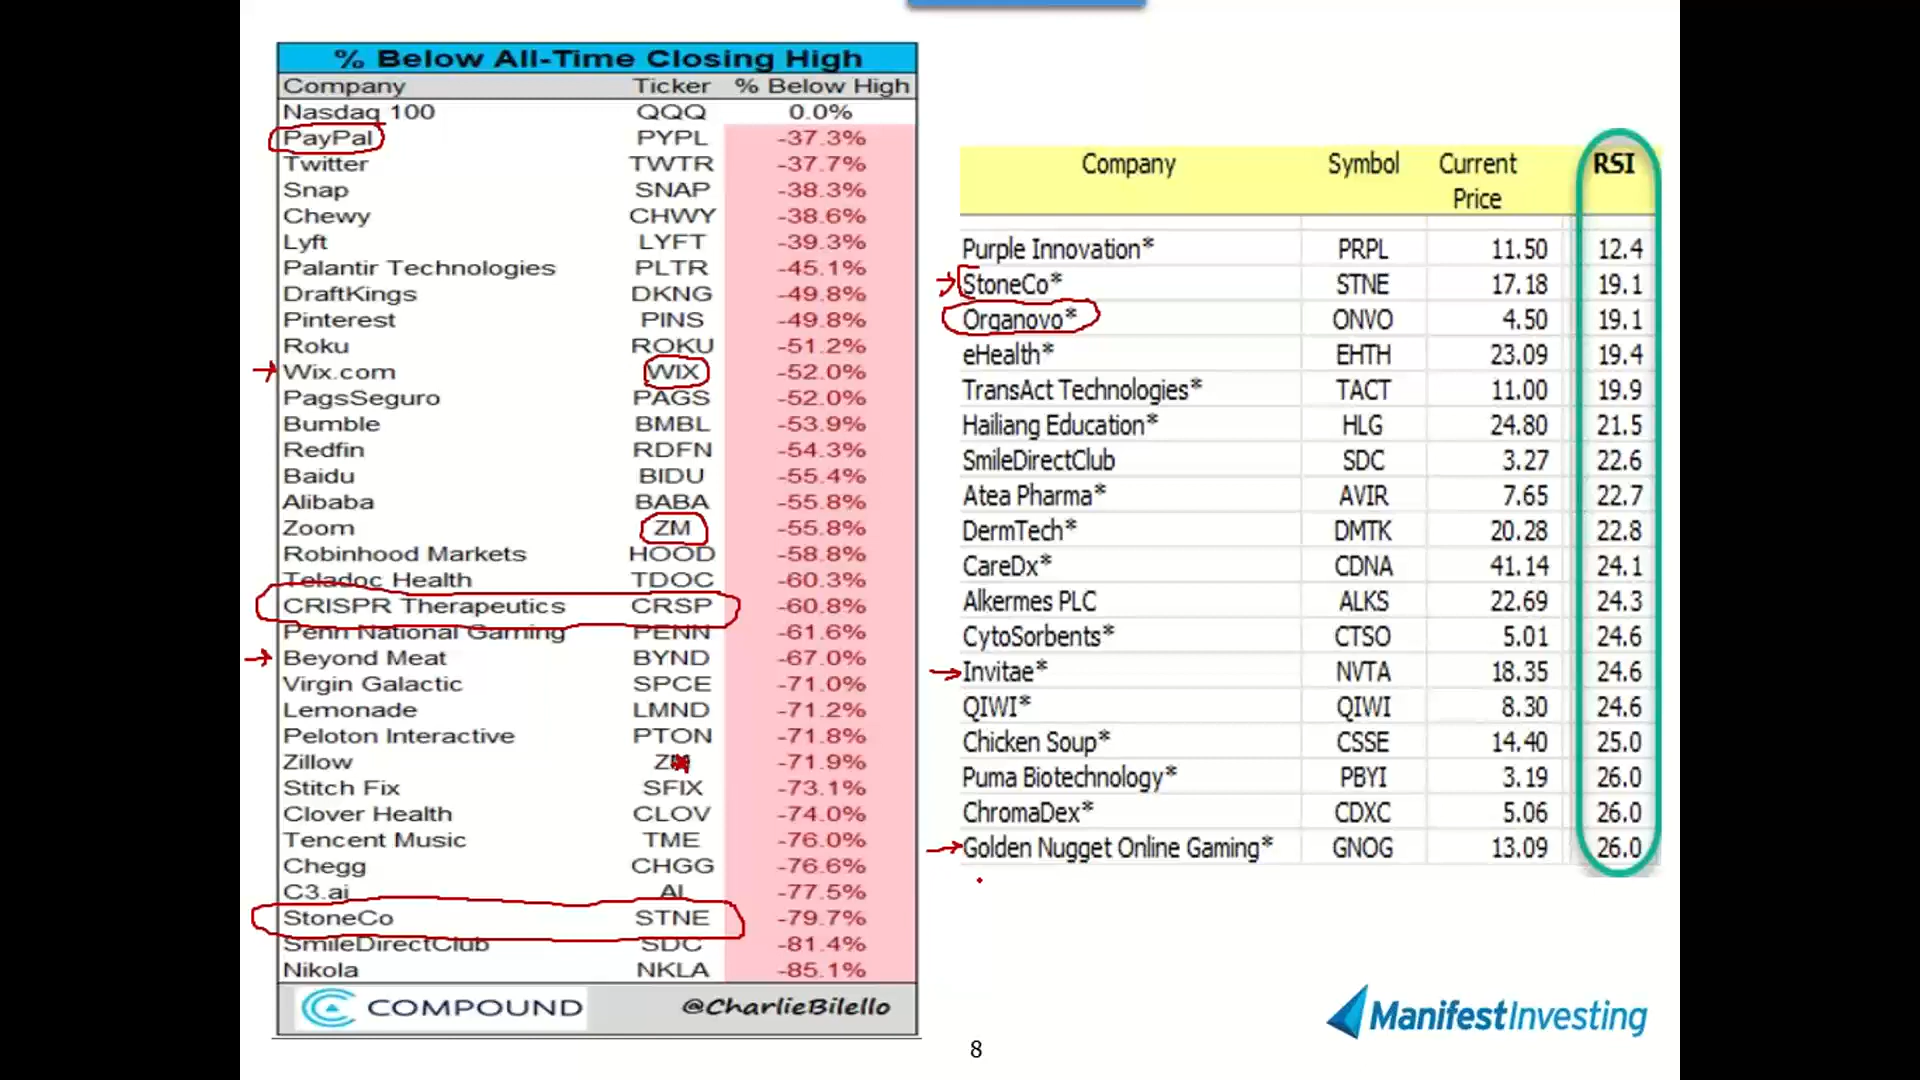 % Below All-Time Closing High
Company Ticker % Below High
Nasdaq 100 QQQ 0.0%
PayPal PYPL -37.3%
Twitter TWTR -37.7%
Snap SNAP -38.3%
Chewy CHWY -38.6%
Lyft LYFT -39.3%
Palantir Technologies PLTR -45.1%
DraftKings DKNG -49.8%
Pinterest PINS -49.8%
Roku ROKU -51.2%
Wix.com WIX -52.0%
PagsSeguro PAGS -52.0%
Bumble BMBL -53.9%
Redfin RDFN -54.3%
Baidu BIDU -55.4%
Alibaba BABA -55.8%
Zoom ZM -55.8%
Robinhood Markets HOOD -58.8%
Teladoc Health TDOC -60.3%
CRISPR Therapeutics CRSP -60.8%
Penn National Gaming PENN -61.6%
Beyond Meat BYND -67.0%
Virgin Galactic SPCE -71.0%
Lemonade LMND -71.2%
Peloton Interactive PTON -71.8%
Zillow -71.9%
Stitch Fix SFIX -73.1%
Clover Health CLOV -74.0%
Tencent Music TME -76.0%
Chegg CHGG -76.6%
C3.ai AI -77.5%
StoneCo STNE -79.7%
SmileDirectClub SDC -81.4%
Nikola NKLA -85.1%
COMPOUND @CharlieBilello
Company Symbol Current Price RSI
Purple Innovation* PRPL 11.50 12.4
StoneCo* STNE 17.18 19.1
Organovo* ONVO 4.50 19.1
eHealth* EHTH 23.09 19.4
TransAct Technologies* TACT 11.00 19.9
Hailiang Education* HLG 24.80 21.5
SmileDirectClub SDC 3.27 22.6
Atea Pharma* AVIR 7.65 22.7
DermTech* DMTK 20.28 22.8
CareDx* CDNA 41.14 24.1
Alkermes PLC ALKS 22.69 24.3
CytoSorbents* CTSO 5.01 24.6
Invitae* NVTA 18.35 24.6
QIWI* QIWI 8.30 24.6
Chicken Soup* CSSE 14.40 25.0
Puma Biotechnology* PBYI 3.19 26.0
ChromaDex* CDXC 5.06 26.0
Golden Nugget Online Gaming* GNOG 13.09 26.0
ManifestInvesting
8